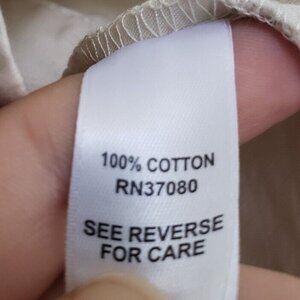 100% COTTON
RN37080
SEE REVERSE
FOR CARE